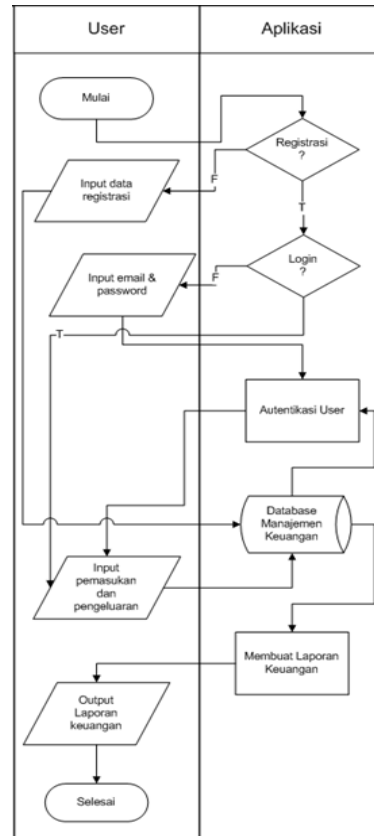 User
Aplikasi
Mulai
Registrasi
?
F
Input data
registrasi
T
Login
?
F
Input email &
password
T
Autentikasi User
Database
Manajemen
Keuangan
Input
pemasukan
dan
pengeluaran
Membuat Laporan
Keuangan
Output
Laporan
keuangan
Selesai